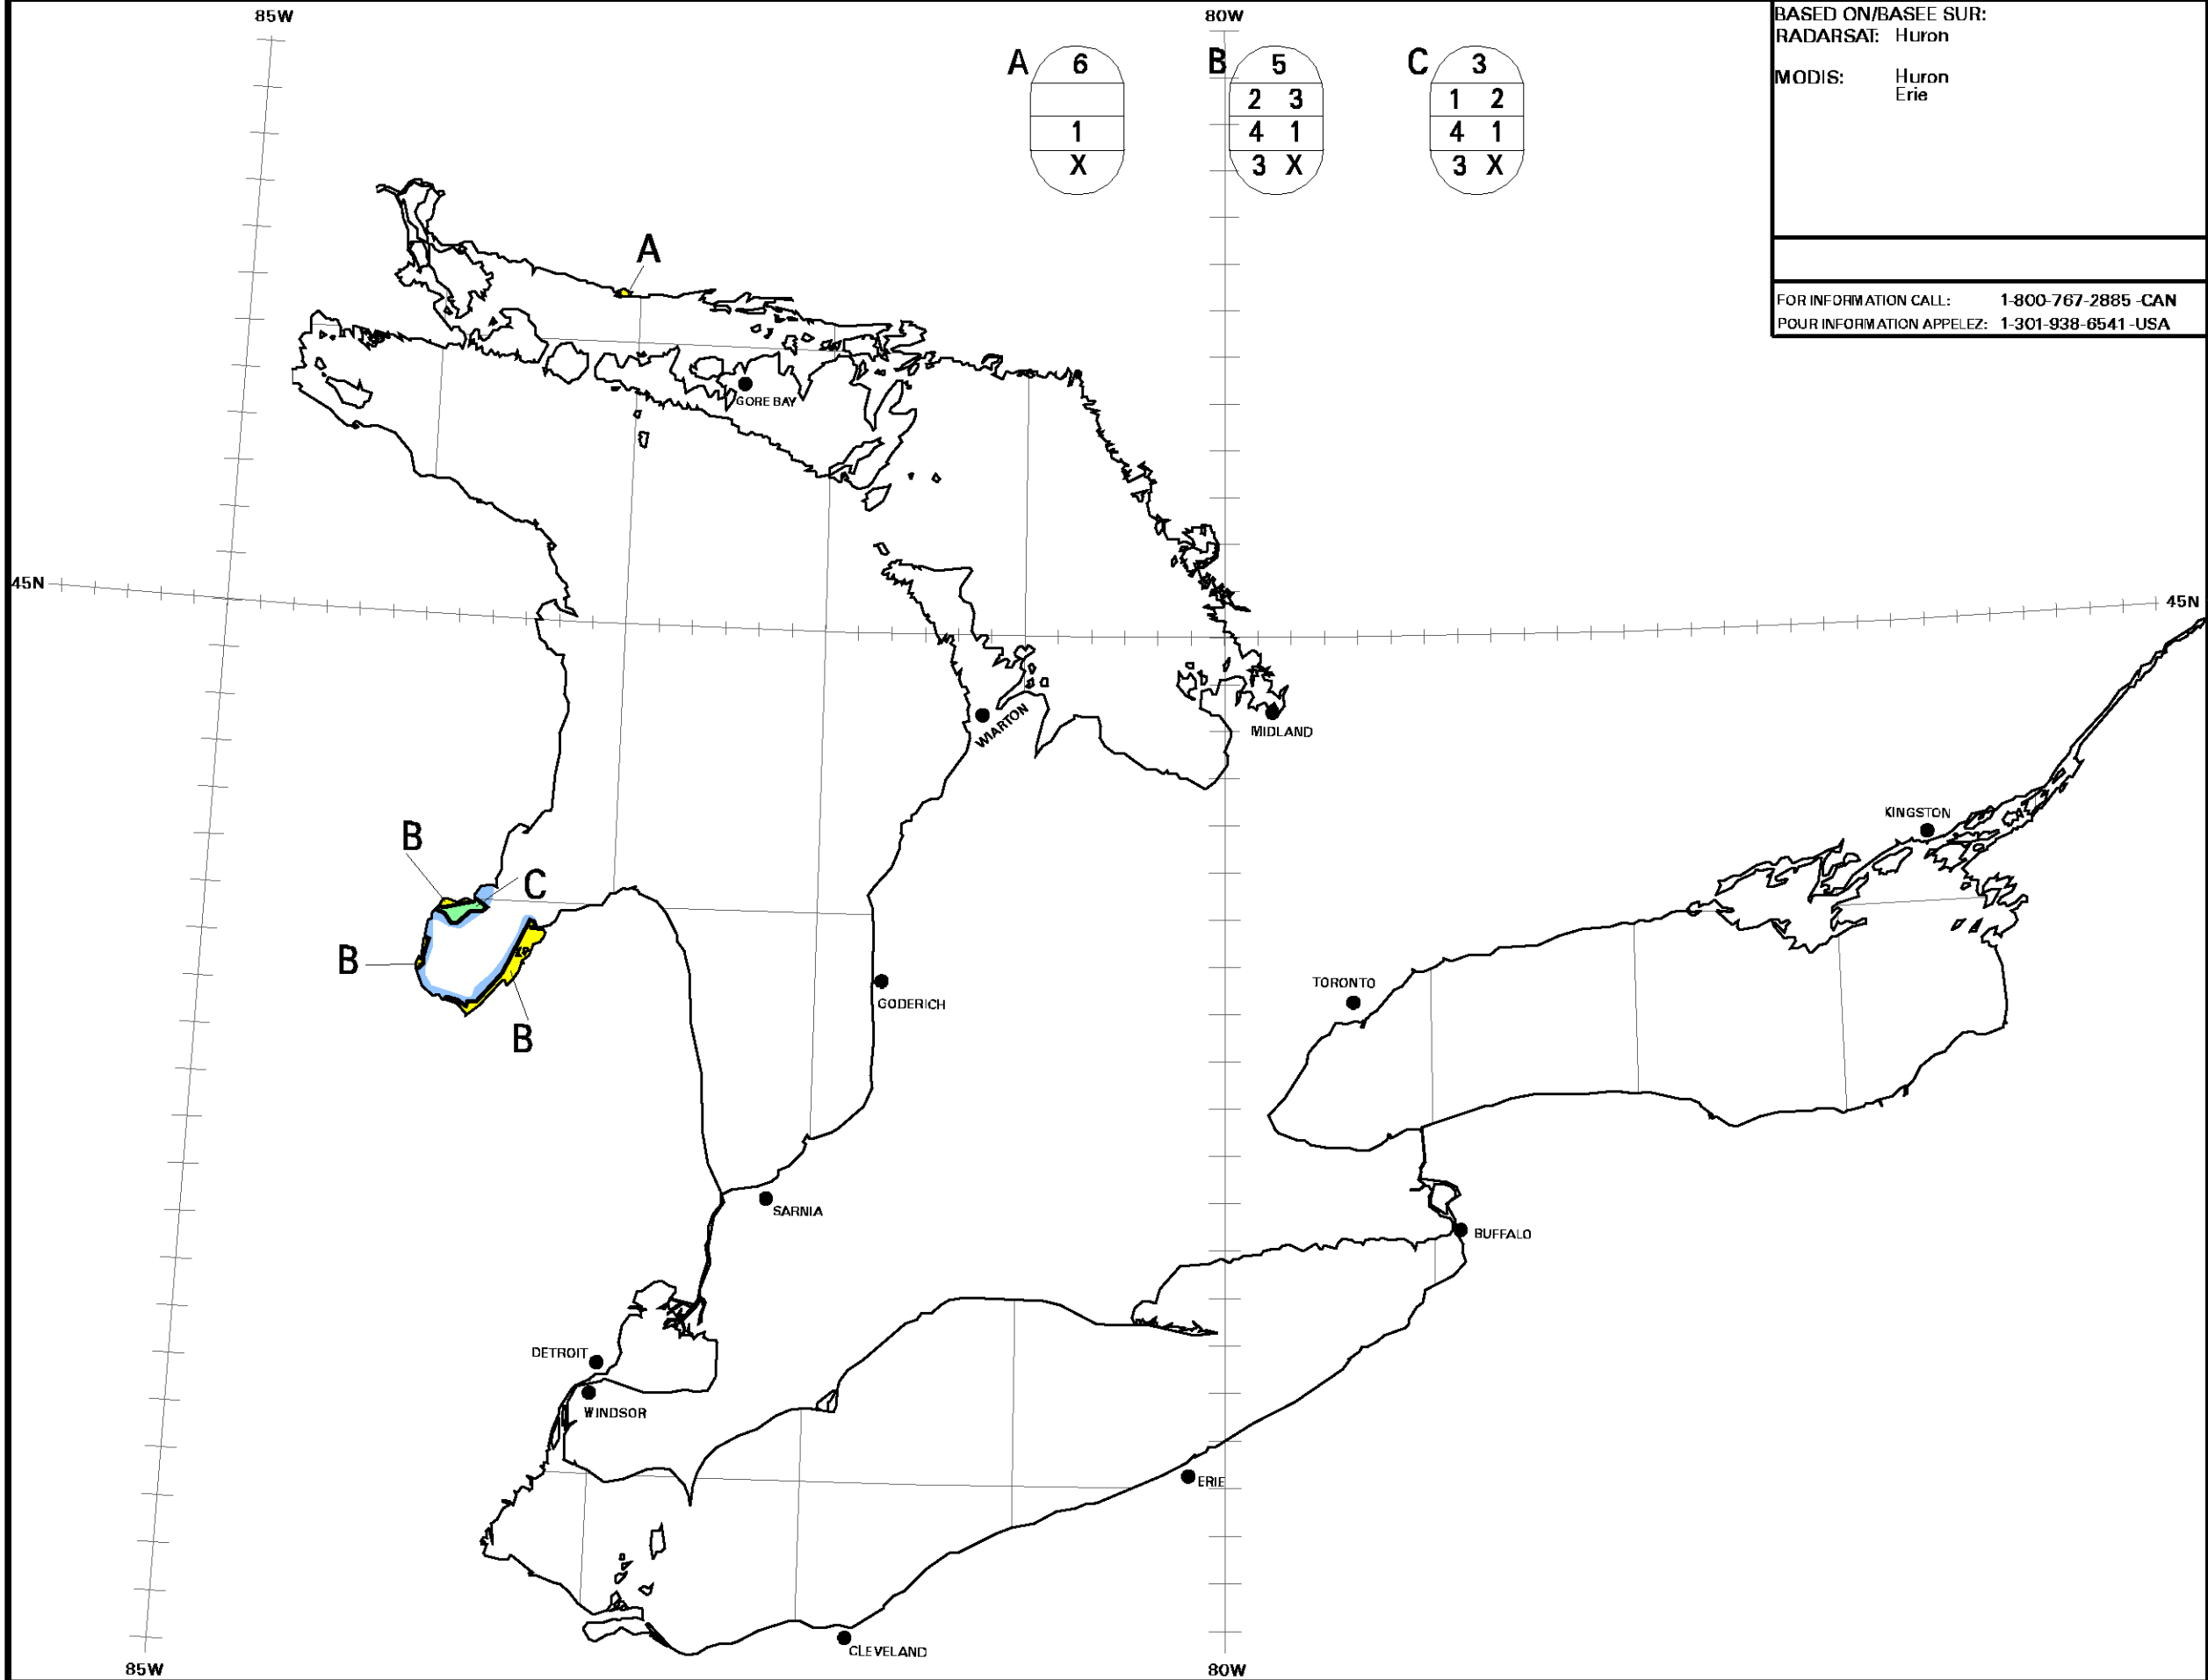 85W
80W
BASED ON/BASEE SUR:
RADARSAT: Huron
MODIS: Huron
Erie
FOR INFORMATION CALL: 1-800-767-2885 -CAN
POUR INFORMATION APPELEZ: 1-301-938-6541 -USA
A
6
1
X
B
5
2 3
4 1
3 X
C
3
1 2
4 1
3 X
A
GORE BAY
45N
45N
WIARTON
MIDLAND
KINGSTON
B
C
B
B
GODERICH
TORONTO
SARNIA
BUFFALO
DETROIT
WINDSOR
ERIE
CLEVELAND
85W
80W